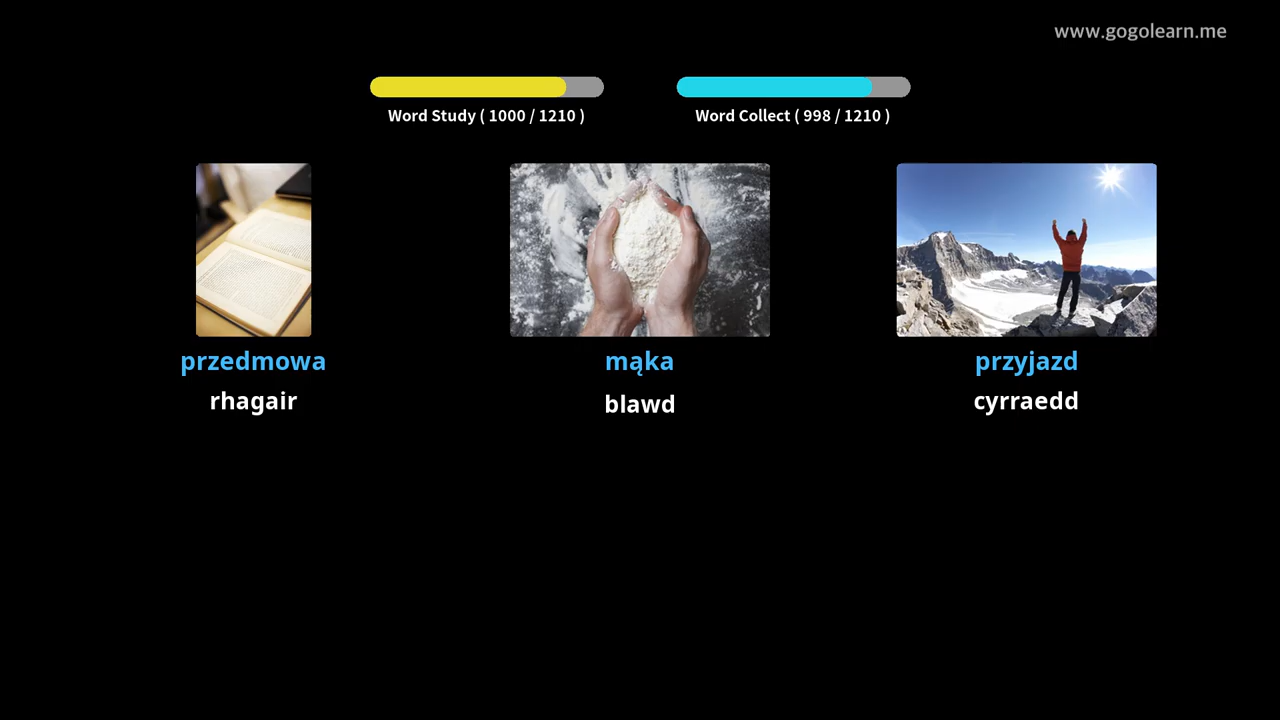 www.gogolearn.me
Word Study ( 1000 / 1210 )
Word Collect ( 998 / 1210 )
przedmowa
mąka
przyjazd
rhagair
blawd
cyrraedd